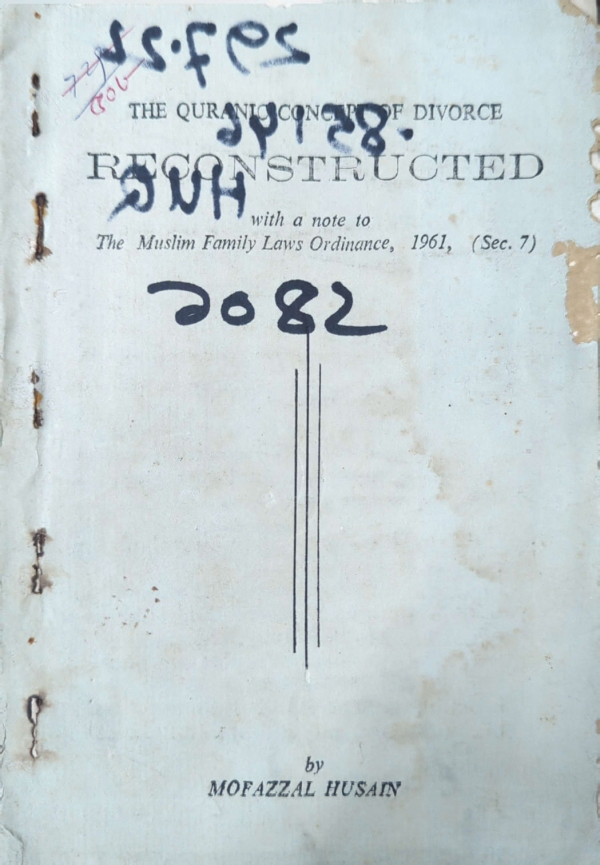 THE QURANIC CONCEPT OF DIVORCE
RECONSTRUCTED
with a note to
The Muslim Family Laws Ordinance, 1961, (Sec. 7)
by
MOFAZZAL HUSAIN